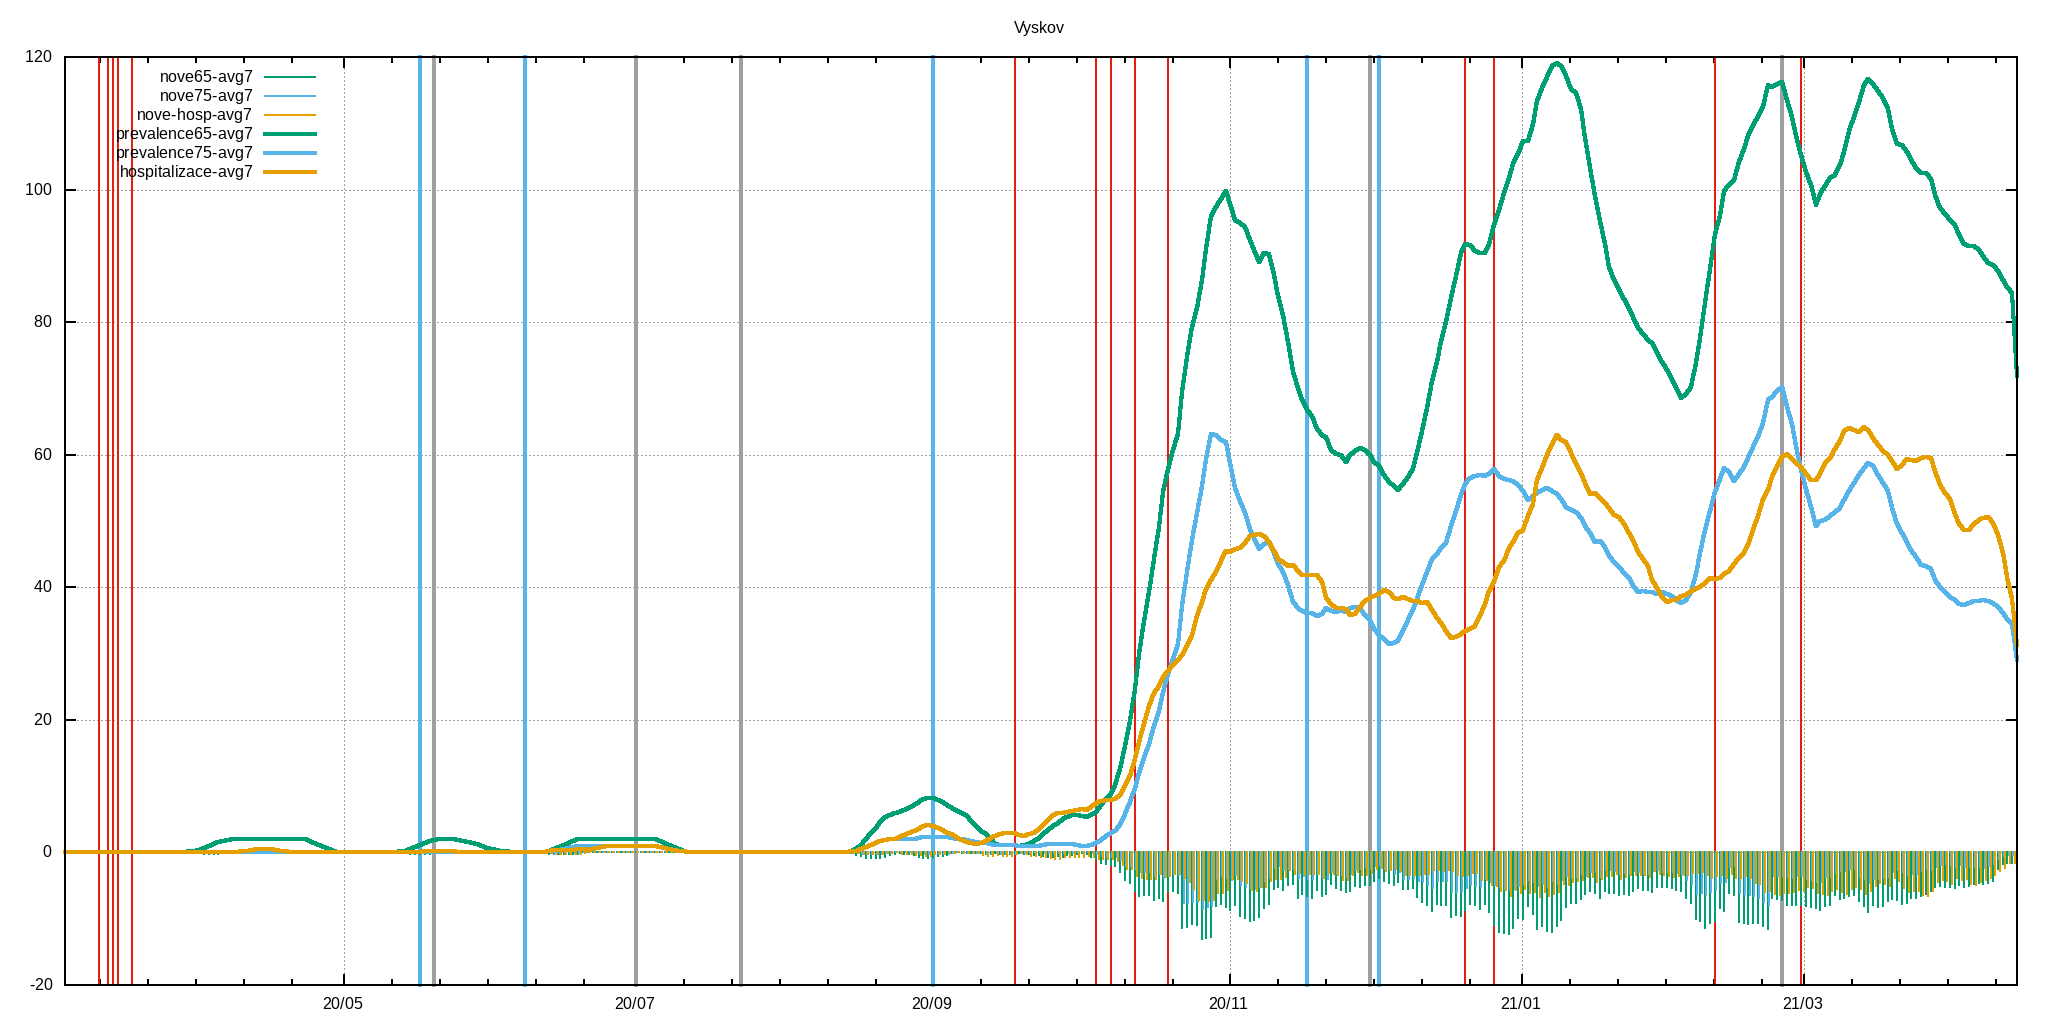 Vyskov
120
100
80
60
40
20
0
-20
nove65-avg7
nove75-avg7
nove-hosp-avg7
prevalence65-avg7
prevalence75-avg7
hospitalizace-avg7
20/05 20/07 20/09 20/11 21/01 21/03